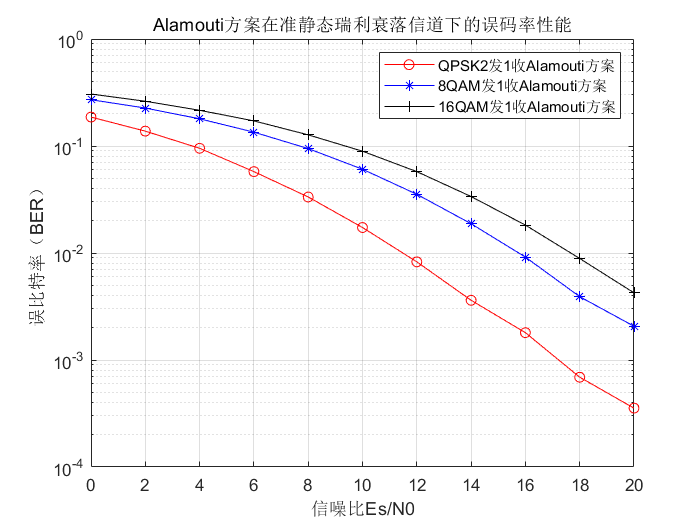 Alamouti方案在准静态瑞利衰落信道下的误码率性能
QPSK2发1收Alamouti方案
8QAM发1收Alamouti方案
16QAM发1收Alamouti方案
10^0
10^-1
10^-2
10^-3
10^-4
误比特率（BER）
0 2 4 6 8 10 12 14 16 18 20
信噪比Es/N0